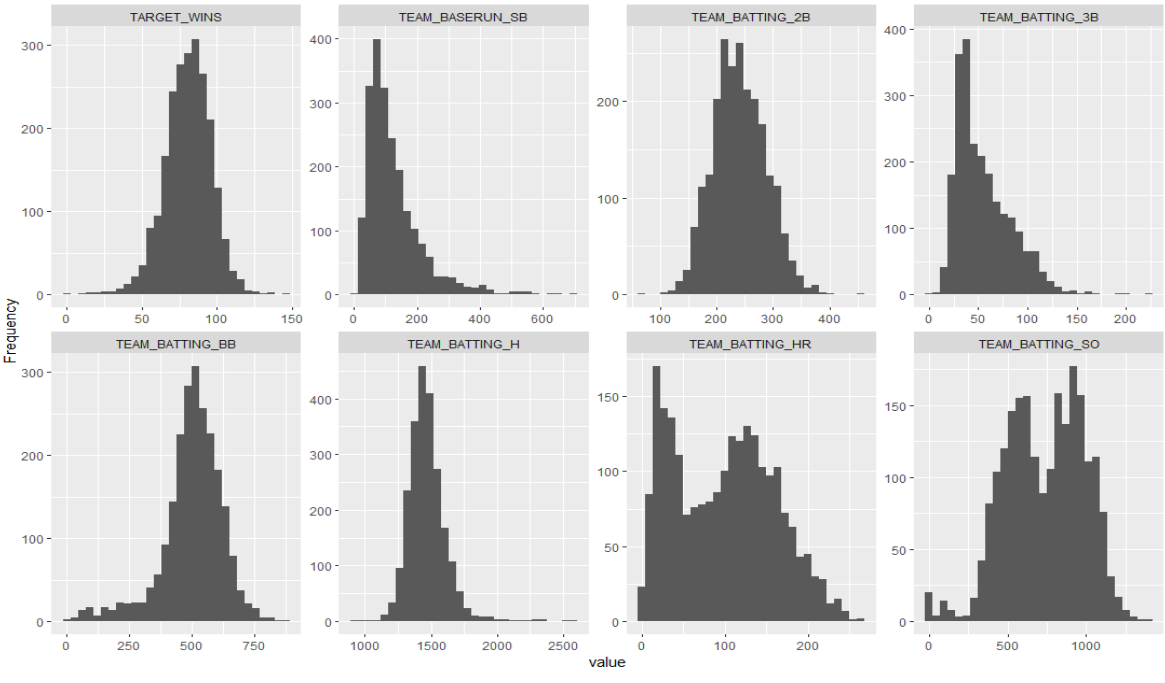 TARGET_WINS
300
200
100
0
0 50 100 150
TEAM_BASERUN_SB
400
300
200
100
0
0 200 400 600
TEAM_BATTING_2B
200
100
0
100 200 300 400
TEAM_BATTING_3B
400
300
200
100
0
0 50 100 150 200
Frequency
TEAM_BATTING_BB
300
200
100
0
0 250 500 750
TEAM_BATTING_H
400
300
200
100
0
1000 1500 2000 2500
TEAM_BATTING_HR
150
100
50
0
0 100 200
TEAM_BATTING_SO
150
100
50
0
0 500 1000
value